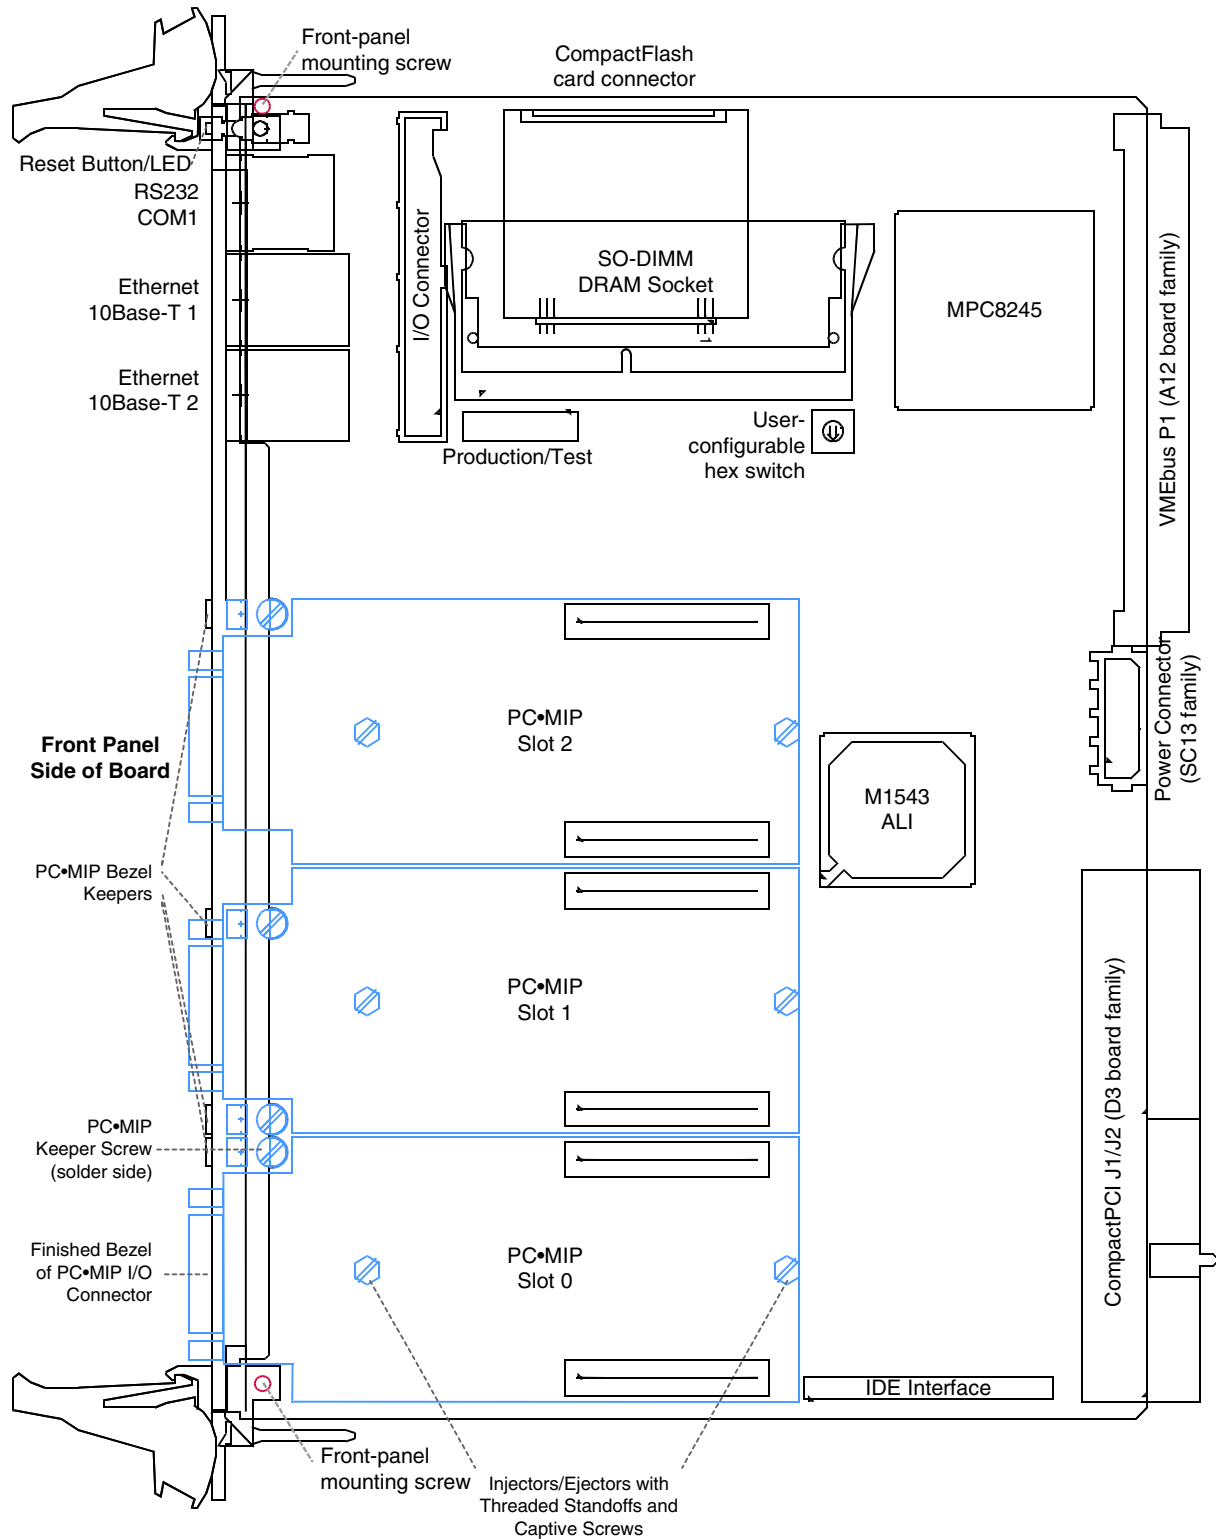 Front-panel
mounting screw
CompactFlash
card connector
Reset Button/LED
RS232
COM1
Ethernet
10Base-T 1
Ethernet
10Base-T 2
I/O Connector
SO-DIMM
DRAM Socket
1
MPC8245
VMEbus P1 (A12 board family)
Production/Test
User-
configurable
hex switch
Power Connector
(SC13 family)
PC•MIP
Slot 2
Front Panel
Side of Board
M1543
ALI
PC•MIP Bezel
Keepers
PC•MIP
Slot 1
CompactPCI J1/J2 (D3 board family)
PC•MIP
Keeper Screw
(solder side)
Finished Bezel
of PC•MIP I/O
Connector
PC•MIP
Slot 0
IDE Interface
Front-panel
mounting screw
Injectors/Ejectors with
Threaded Standoffs and
Captive Screws